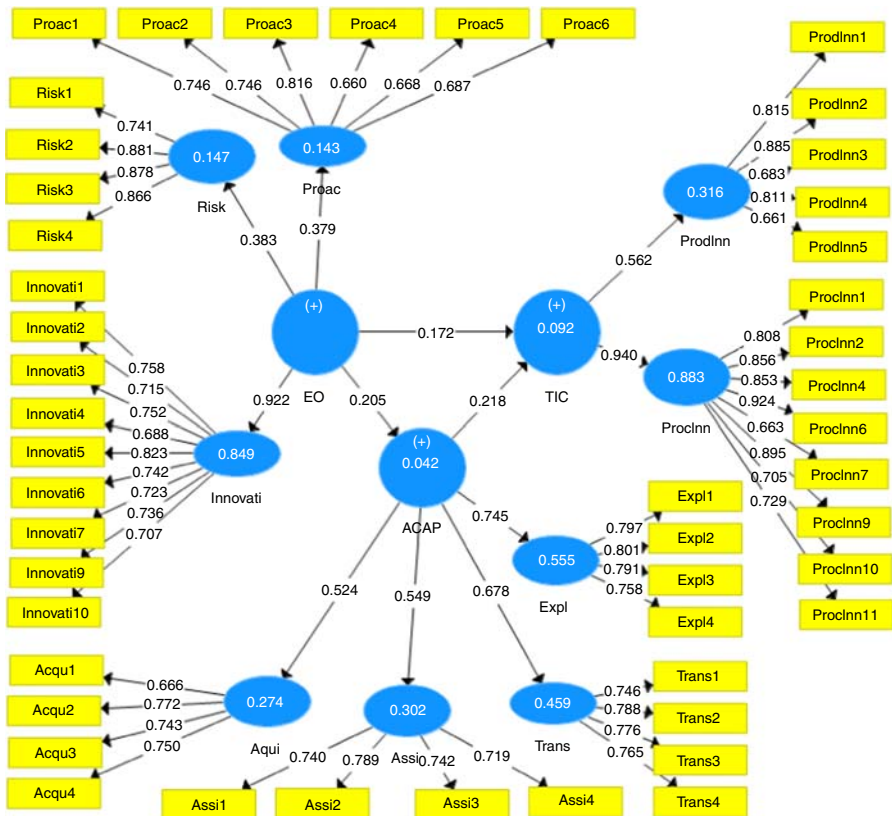 Proac1
Proac2
Proac3
Proac4
Proac5
Proac6
0.746
0.746
0.816
0.660
0.668
0.687
Risk1
Risk2
Risk3
Risk4
0.741
0.881
0.878
0.866
0.147
Risk
0.143
Proac
0.383
0.379
ProdInn1
ProdInn2
ProdInn3
ProdInn4
ProdInn5
0.815
0.885
0.683
0.811
0.661
0.316
ProdInn
0.562
Innovati1
Innovati2
Innovati3
Innovati4
Innovati5
Innovati6
Innovati7
Innovati9
Innovati10
0.758
0.715
0.752
0.688
0.823
0.742
0.723
0.736
0.707
0.849
Innovati
0.922
(+)
EO
0.172
0.205
(+)
0.092
TIC
0.218
0.940
0.883
ProcInn
0.808
0.856
0.853
0.924
0.663
0.895
0.705
0.729
ProcInn1
ProcInn2
ProcInn4
ProcInn6
ProcInn7
ProcInn9
ProcInn10
ProcInn11
(+)
0.042
ACAP
0.745
0.524
0.549
0.678
0.555
Expl
0.797
0.801
0.791
0.758
Expl1
Expl2
Expl3
Expl4
Acqu1
Acqu2
Acqu3
Acqu4
0.666
0.772
0.743
0.750
0.274
Aqui
0.302
Assi
0.740
0.789
0.742
0.719
Assi1
Assi2
Assi3
Assi4
0.459
Trans
0.746
0.788
0.776
0.765
Trans1
Trans2
Trans3
Trans4